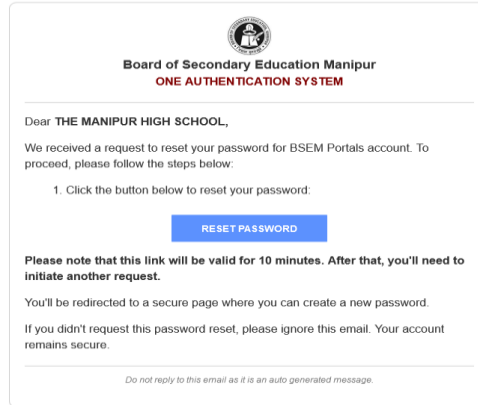 Board of Secondary Education Manipur
ONE AUTHENTICATION SYSTEM
Dear THE MANIPUR HIGH SCHOOL,
We received a request to reset your password for BSEM Portals account. To
proceed, please follow the steps below:
1. Click the button below to reset your password:
RESET PASSWORD
Please note that this link will be valid for 10 minutes. After that, you'll need to
initiate another request.
You'll be redirected to a secure page where you can create a new password.
If you didn't request this password reset, please ignore this email. Your account
remains secure.
Do not reply to this email as it is an auto generated message.